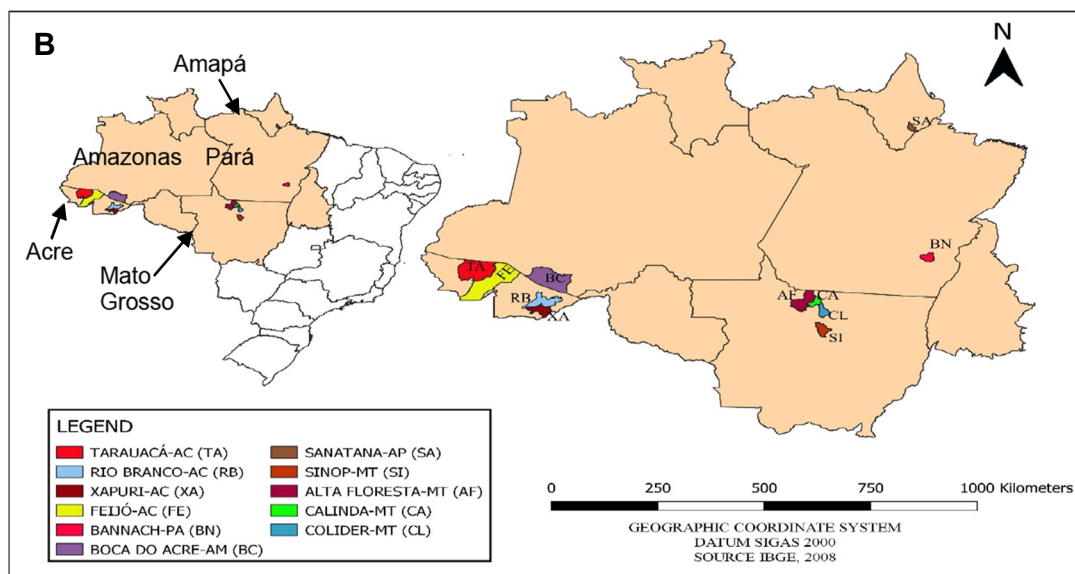 B
N
Amapá
Amazonas Pará
Acre
Mato
Grosso
SA
BN
TA
FE
BC
RB
XA
AF
CA
CL
SI
LEGEND
TARAUACÁ-AC (TA)
RIO BRANCO-AC (RB)
XAPURI-AC (XA)
FEIJÓ-AC (FE)
BANNACH-PA (BN)
BOCA DO ACRE-AM (BC)
SANATANA-AP (SA)
SINOP-MT (SI)
ALTA FLORESTA-MT (AF)
CALINDA-MT (CA)
COLIDER-MT (CL)
0 250 500 750 1000 Kilometers
GEOGRAPHIC COORDINATE SYSTEM
DATUM SIGAS 2000
SOURCE IBGE, 2008